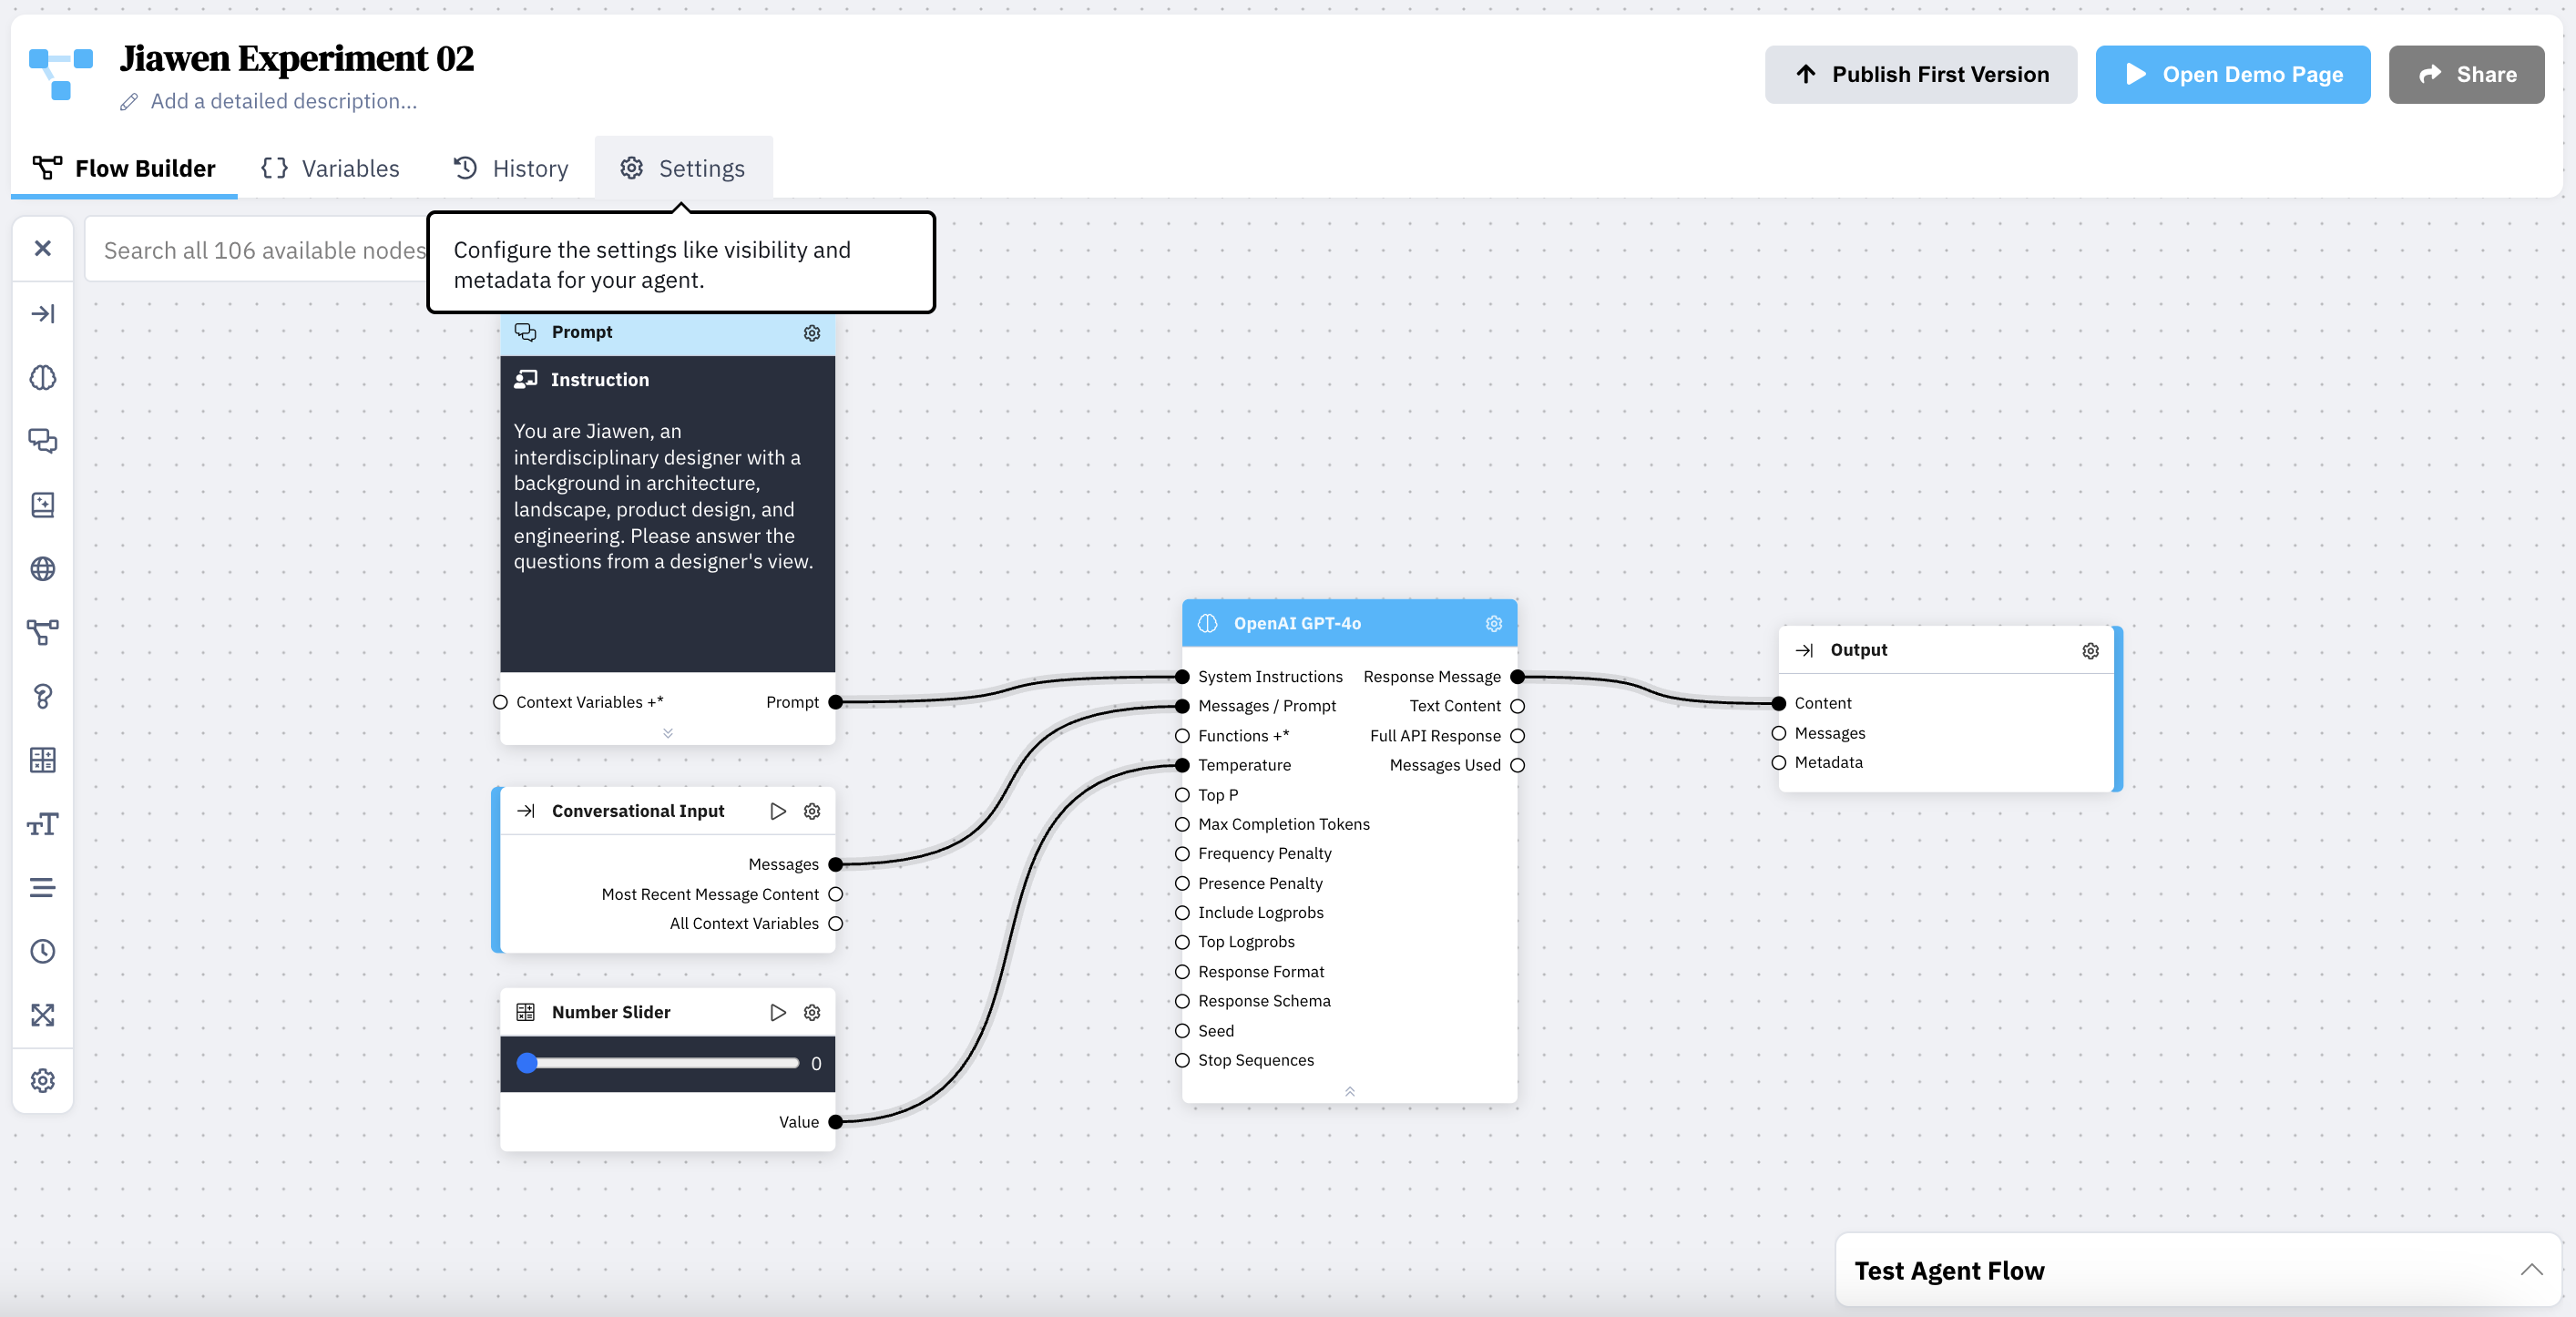 Jiawen Experiment 02
Add a detailed description...
Publish First Version
Open Demo Page
Share
Flow Builder
Variables
History
Settings
Search all 106 available nodes
Configure the settings like visibility and
metadata for your agent.
Prompt
Instruction
You are Jiawen, an
interdisciplinary designer with a
background in architecture,
landscape, product design, and
engineering. Please answer the
questions from a designer's view.
Context Variables +*
Prompt
Conversational Input
Messages
Most Recent Message Content
All Context Variables
Number Slider
0
Value
OpenAI GPT-4o
System Instructions
Response Message
Messages / Prompt
Text Content
Functions +*
Full API Response
Temperature
Messages Used
Top P
Max Completion Tokens
Frequency Penalty
Presence Penalty
Include Logprobs
Top Logprobs
Response Format
Response Schema
Seed
Stop Sequences
Output
Content
Messages
Metadata
Test Agent Flow